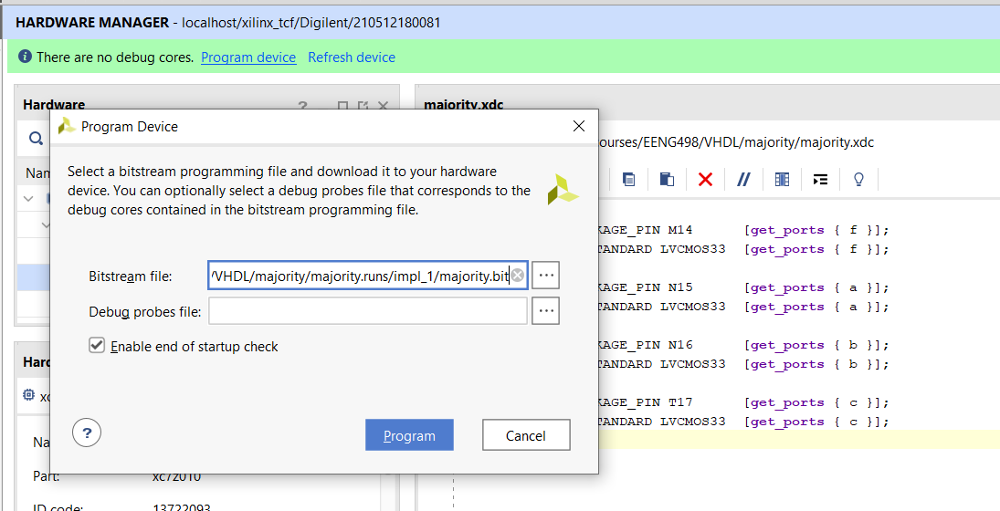 HARDWARE MANAGER - localhost/xilinx_tcf/Digilent/210512180081
There are no debug cores. Program device Refresh device
Hardware
?
Program Device
Select a bitstream programming file and download it to your hardware
device. You can optionally select a debug probes file that corresponds to the
debug cores contained in the bitstream programming file.
Bitstream file: /VHDL/majority/majority.runs/impl_1/majority.bit ...
Debug probes file: ...
Enable end of startup check
? Program Cancel
Part: xc7z010
ID code: 13722093
majority.xdc
ourses/EENG498/VHDL/majority/majority.xdc
//
KAGE_PIN M14 [get_ports { f }];
TANDARD LVCMOS33 [get_ports { f }];
KAGE_PIN N15 [get_ports { a }];
TANDARD LVCMOS33 [get_ports { a }];
KAGE_PIN N16 [get_ports { b }];
TANDARD LVCMOS33 [get_ports { b }];
KAGE_PIN T17 [get_ports { c }];
TANDARD LVCMOS33 [get_ports { c }];